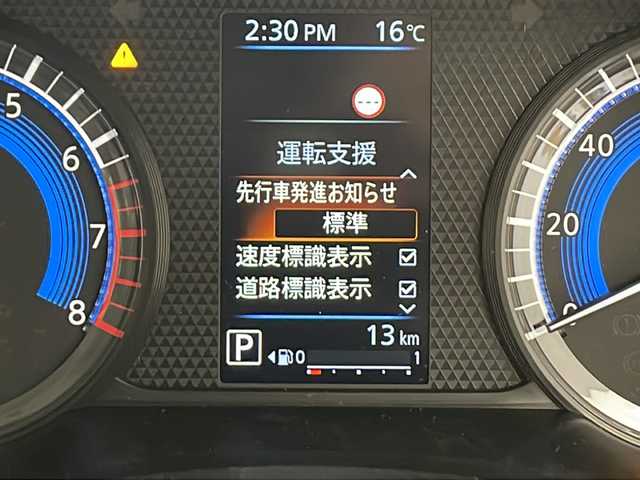 2:30 PM 16℃
運転支援
先行車発進お知らせ
標準
速度標識表示
道路標識表示
13 km
P 0 1
5
6
7
8
40
20
0